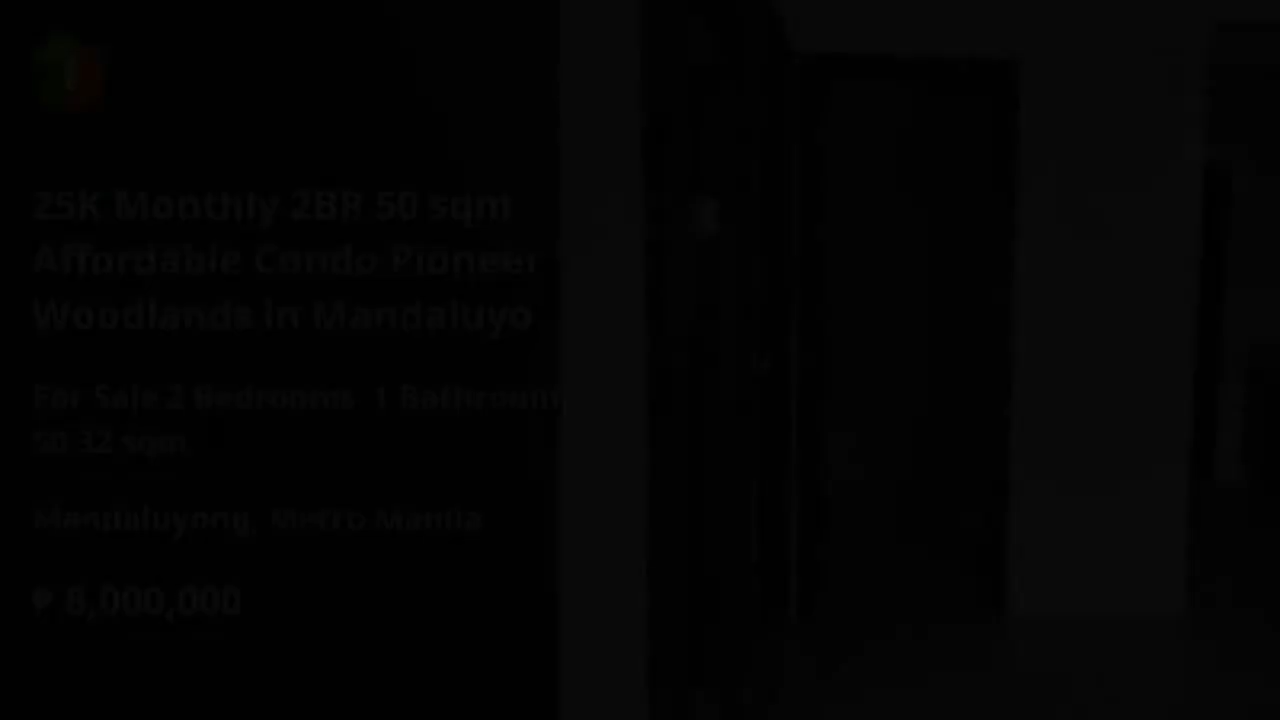 25K Monthly 2BR 50 sqm
Affordable Condo Pioneer
Woodlands in Mandaluyo
For Sale 2 Bedrooms 1 Bathroom
50.32 sqm
Mandaluyong, Metro Manila
₱ 8,000,000